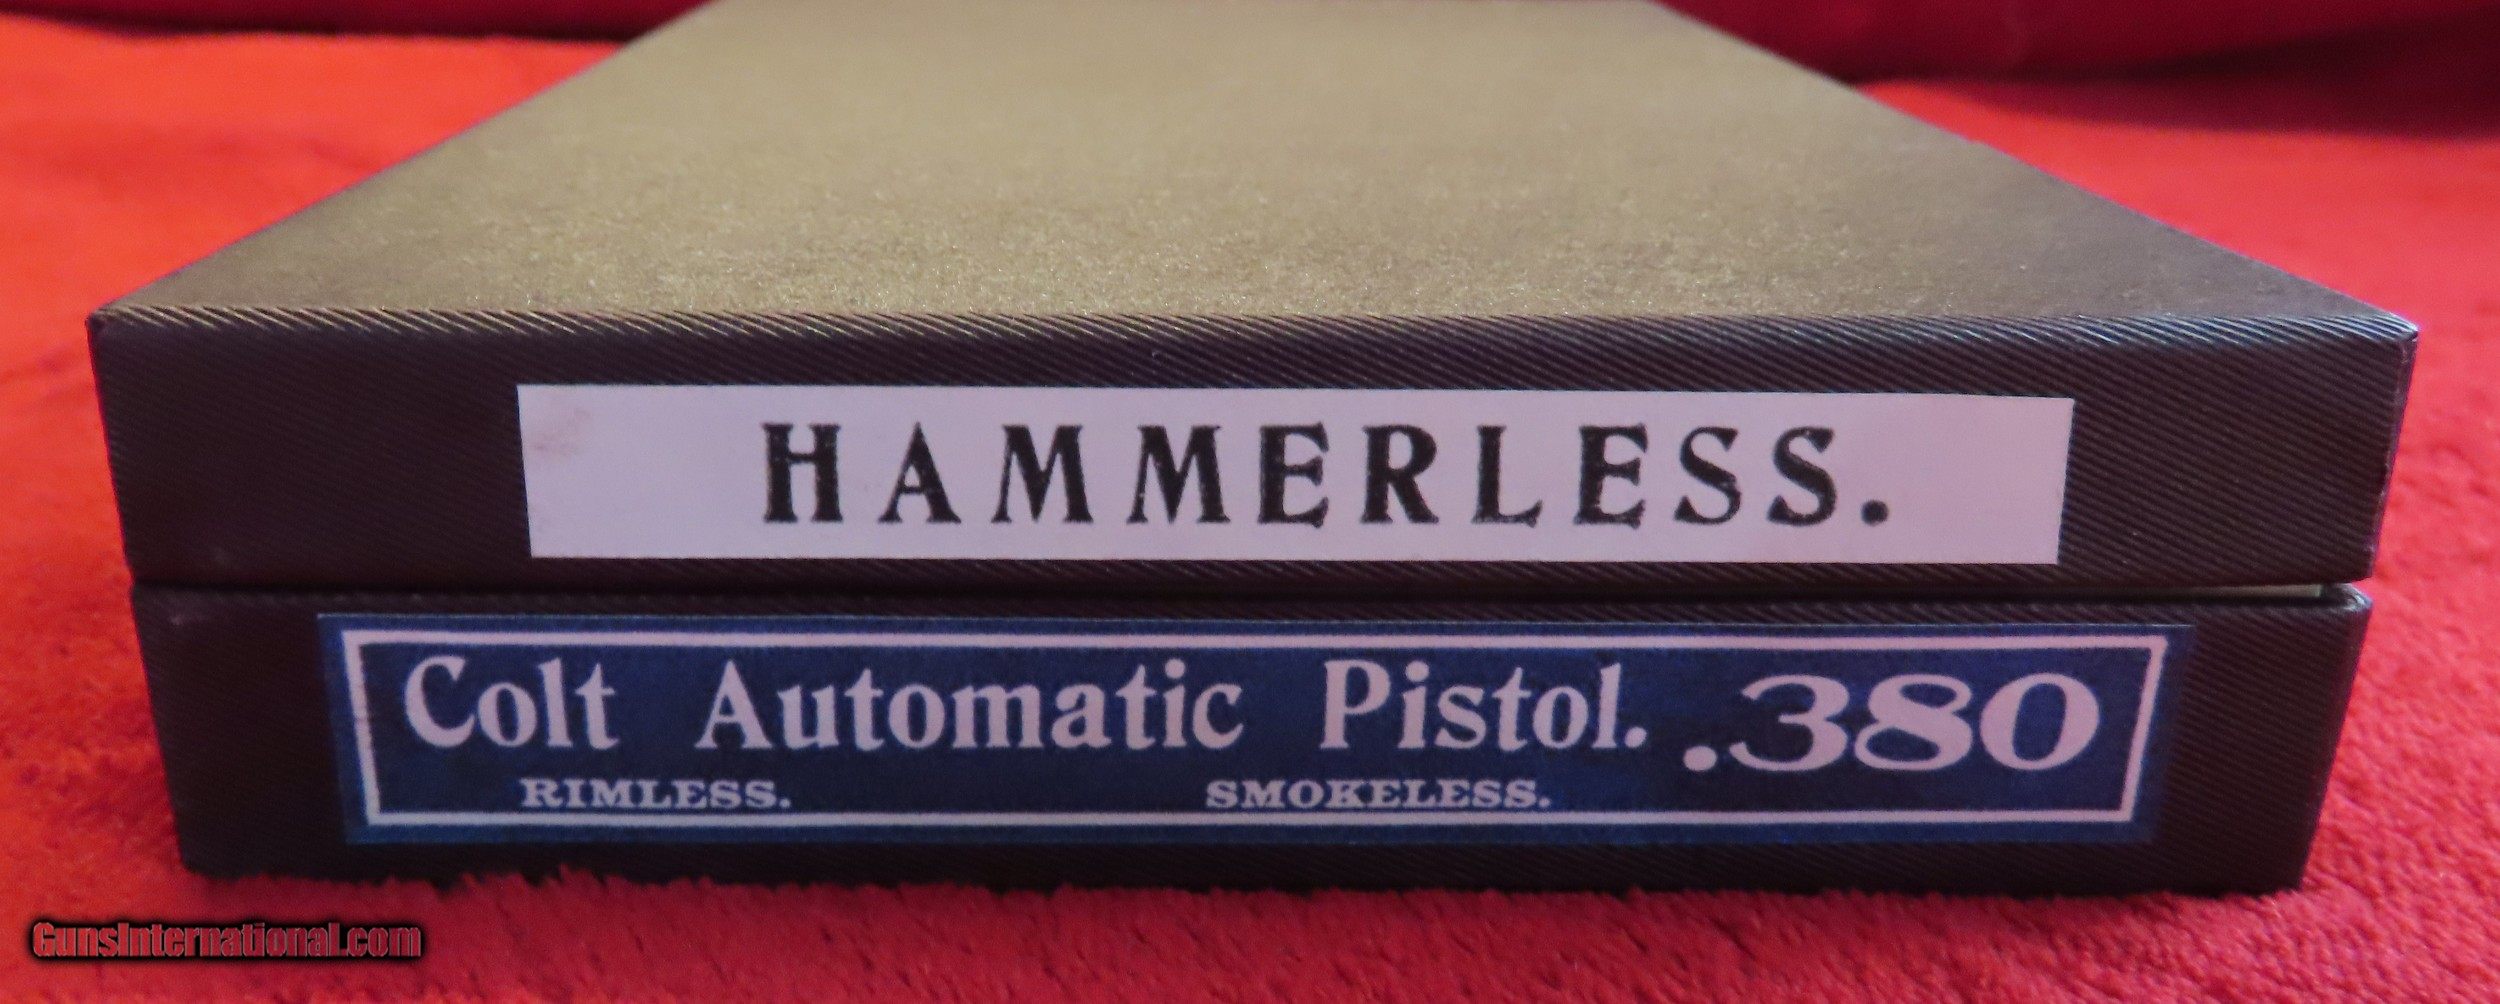 HAMMERLESS.
Colt Automatic Pistol. .380
RIMLESS. SMOKELESS.
GunsInternational.com